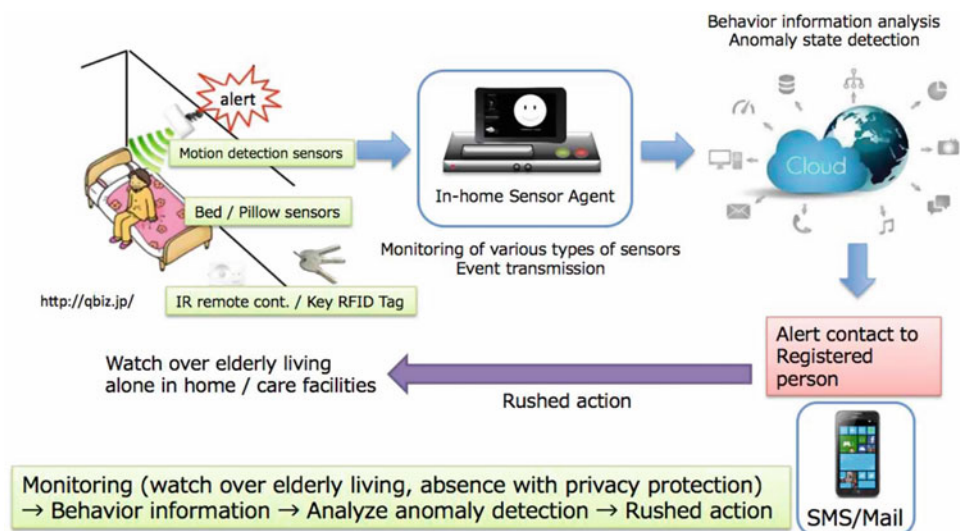 Behavior information analysis
Anomaly state detection
alert
Motion detection sensors
Cloud
In-home Sensor Agent
Bed / Pillow sensors
Monitoring of various types of sensors
Event transmission
http://qbiz.jp/
IR remote cont. / Key RFID Tag
Alert contact to
Registered
person
Watch over elderly living
alone in home / care facilities
Rushed action
Monitoring (watch over elderly living, absence with privacy protection)
→ Behavior information → Analyze anomaly detection → Rushed action
SMS/Mail